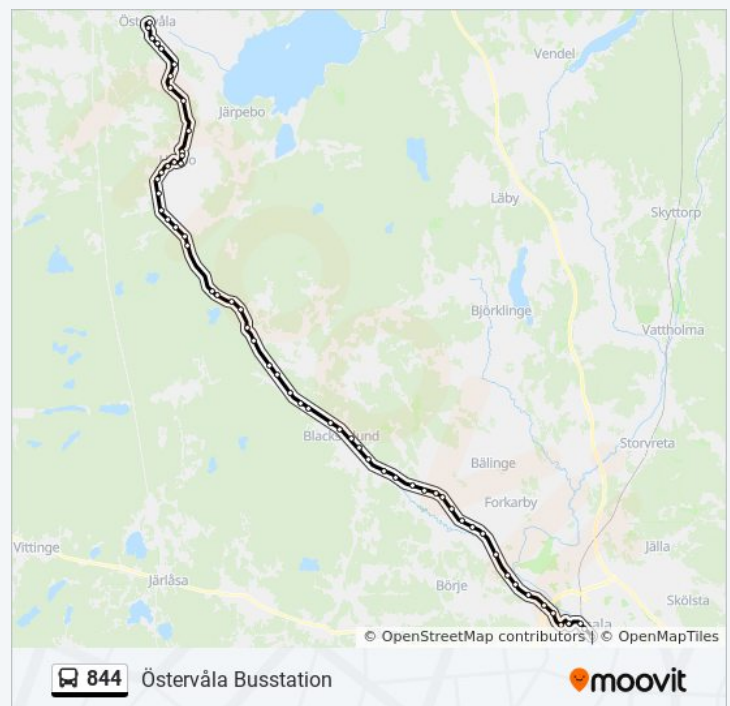 Östervåla
Vendel
Järpebo
Läby
Skyttorp
Björklinge
Vattholma
Storvreta
Bälinge
Forkarby
Vittinge
Jälla
Järlåsa
Börje
Skölsta
© OpenStreetMap contributors | © OpenMapTiles
844 Östervåla Busstation
moovit